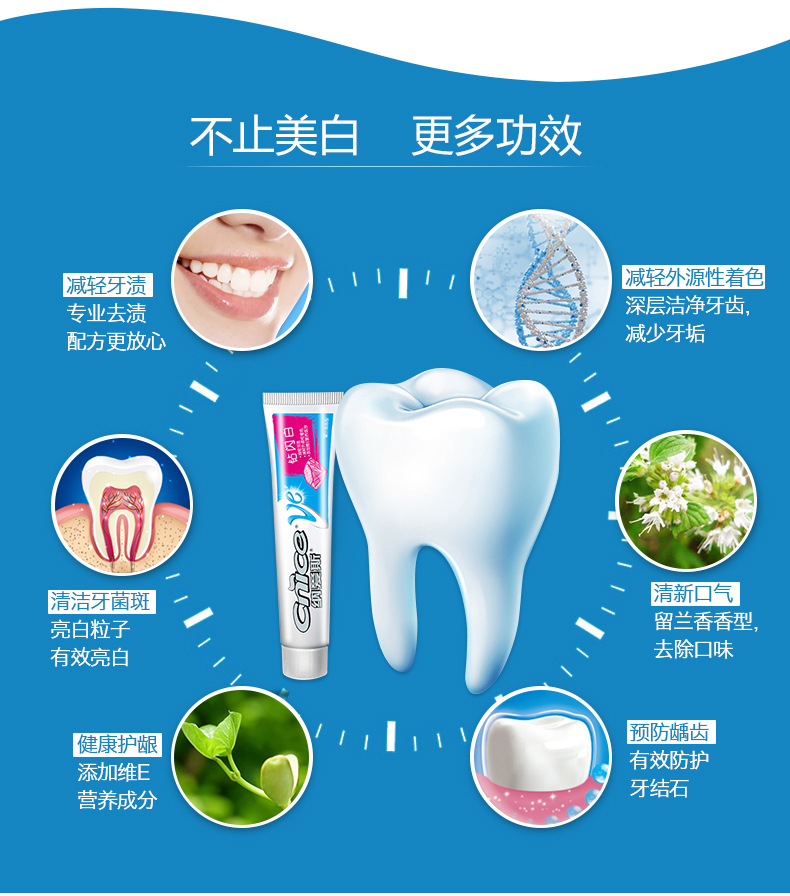 不止美白 更多功效
减轻牙渍
专业去渍
配方更放心
减轻外源性着色
深层洁净牙齿,
减少牙垢
清洁牙菌斑
亮白粒子
有效亮白
钻闪白
Ve
Cnice
纳爱斯
清新口气
留兰香香型,
去除口味
健康护龈
添加维E
营养成分
预防龋齿
有效防护
牙结石